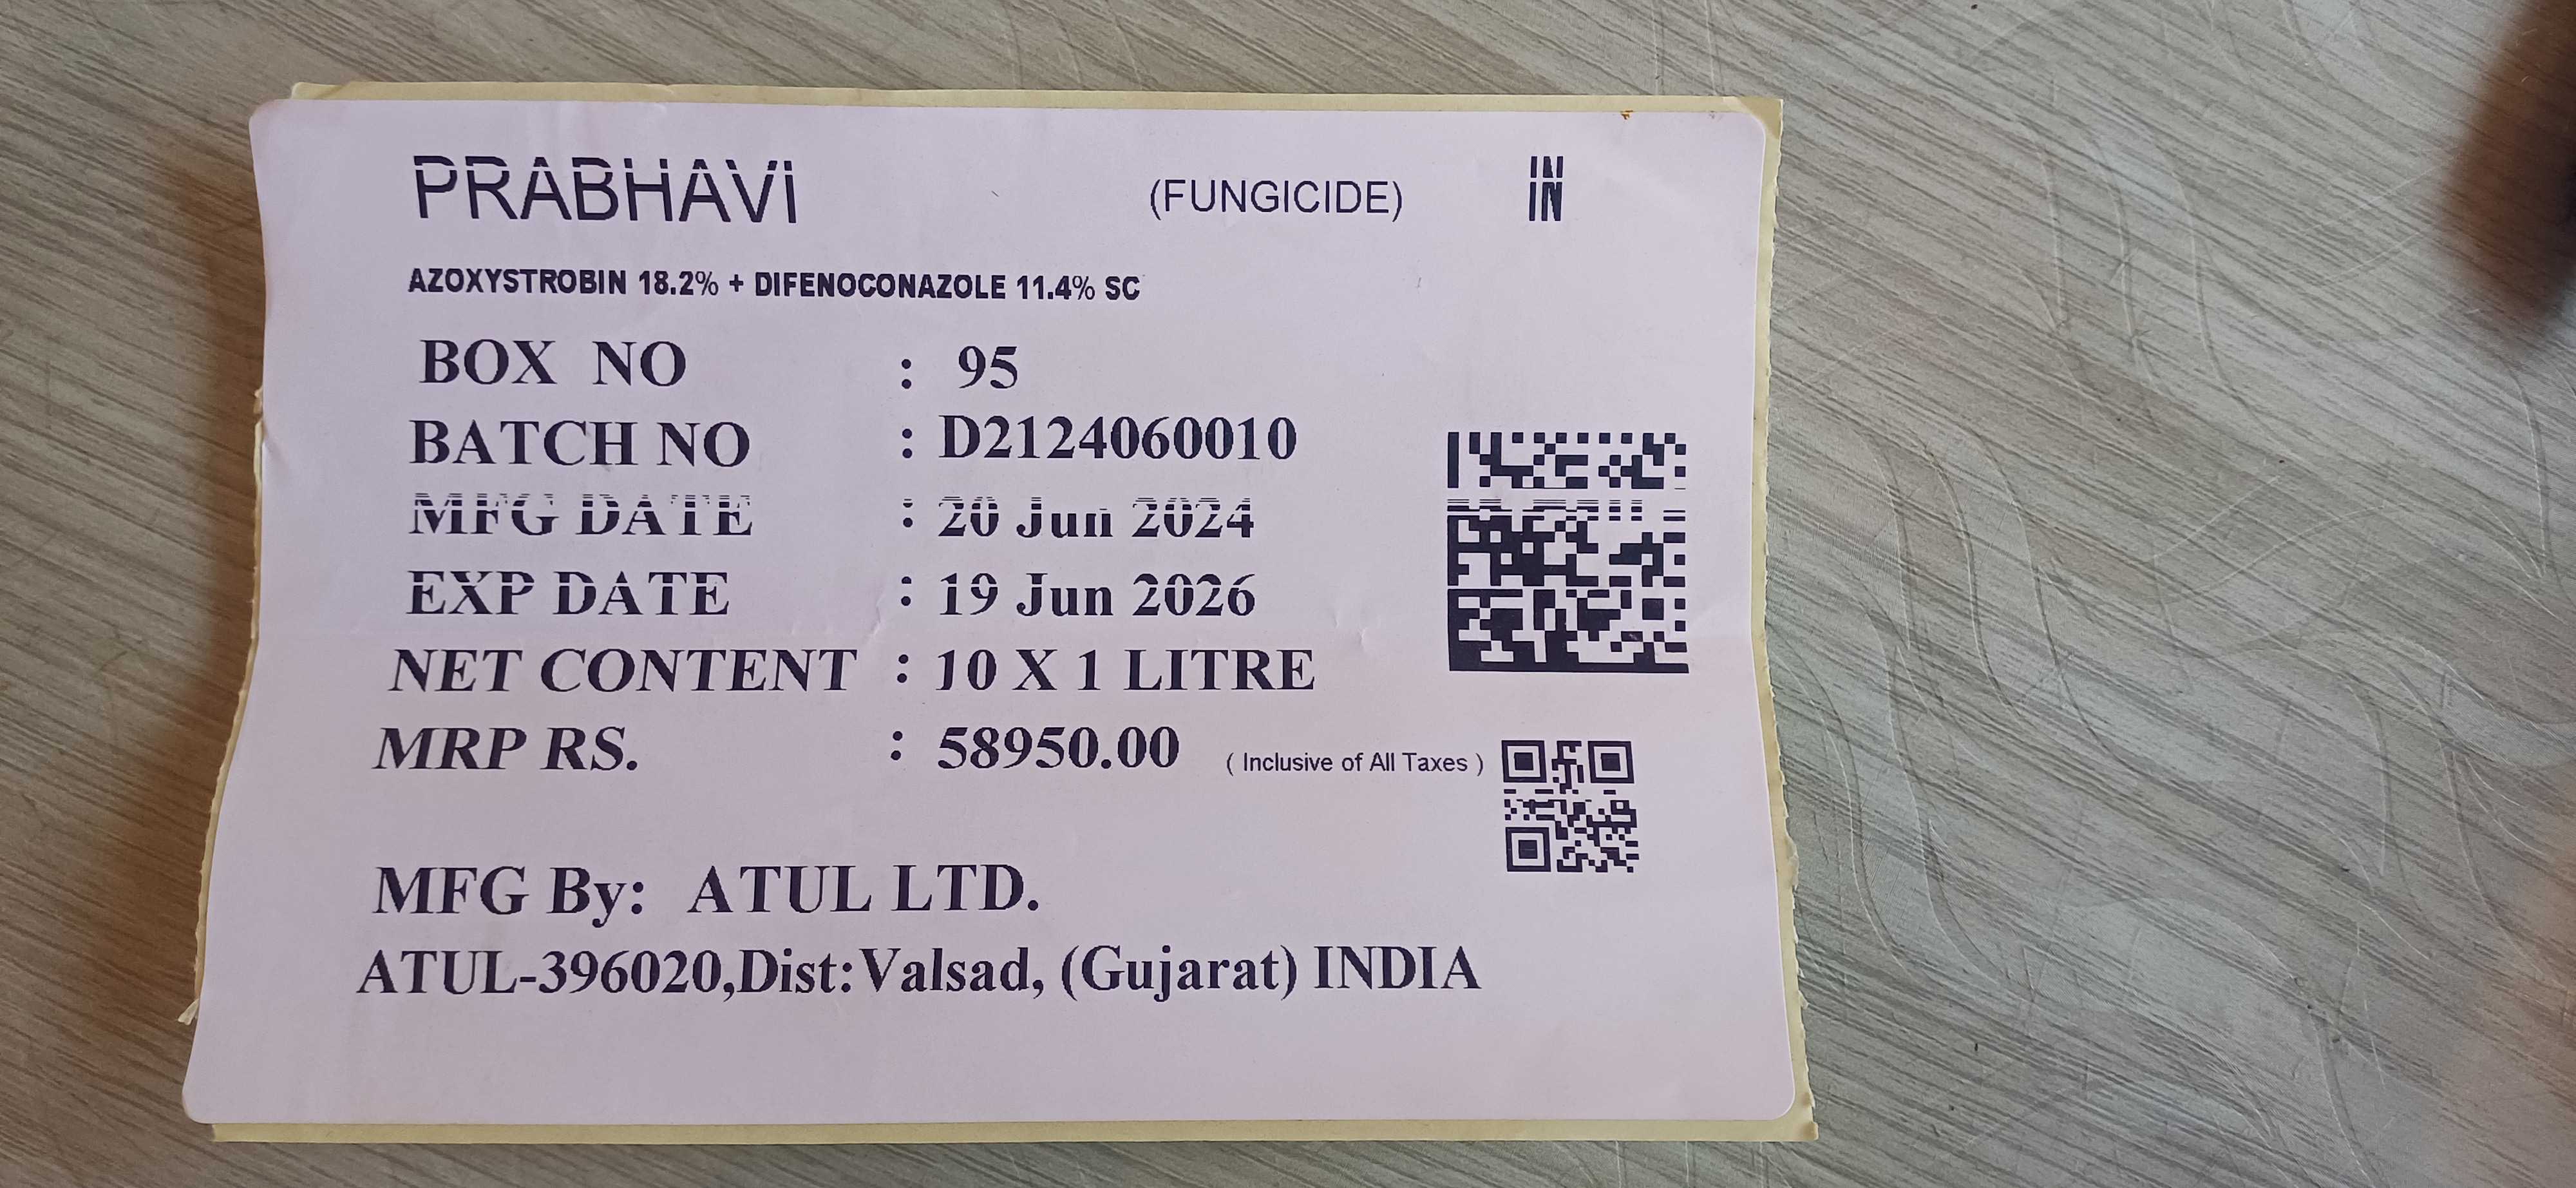 PRABHAVI (FUNGICIDE) IN
AZOXYSTROBIN 18.2% + DIFENOCONAZOLE 11.4% SC
BOX NO : 95
BATCH NO : D2124060010
MFG DATE : 20 Jun 2024
EXP DATE : 19 Jun 2026
NET CONTENT : 10 X 1 LITRE
MRP RS. : 58950.00 ( Inclusive of All Taxes )
MFG By: ATUL LTD.
ATUL-396020,Dist:Valsad, (Gujarat) INDIA